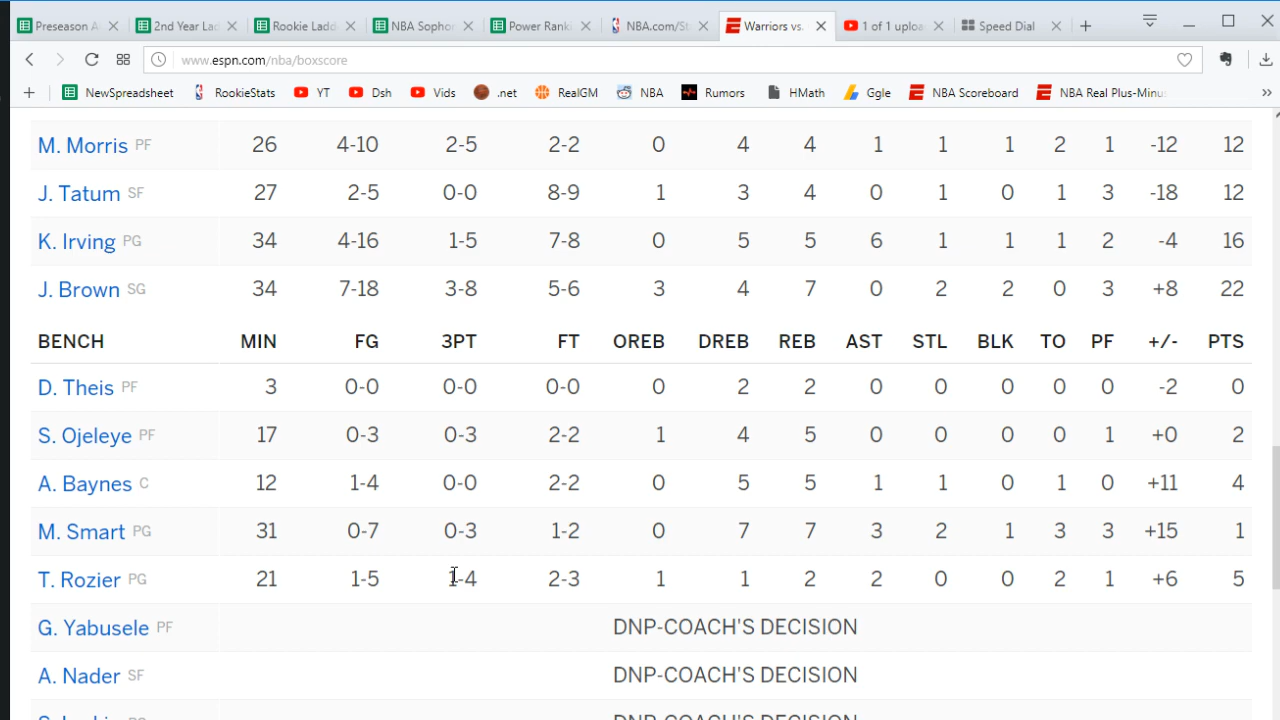 Preseason A 2nd Year Lad Rookie Ladd NBA Sophor Power Ranki NBA.com/St Warriors vs. 1 of 1 uploa Speed Dial
www.espn.com/nba/boxscore
NewSpreadsheet RookieStats YT Dsh Vids .net RealGM NBA Rumors HMath Ggle NBA Scoreboard NBA Real Plus-Minu
M. Morris PF 26 4-10 2-5 2-2 0 4 4 1 1 1 2 1 -12 12
J. Tatum SF 27 2-5 0-0 8-9 1 3 4 0 1 0 1 3 -18 12
K. Irving PG 34 4-16 1-5 7-8 0 5 5 6 1 1 1 2 -4 16
J. Brown SG 34 7-18 3-8 5-6 3 4 7 0 2 2 0 3 +8 22
BENCH MIN FG 3PT FT OREB DREB REB AST STL BLK TO PF +/- PTS
D. Theis PF 3 0-0 0-0 0-0 0 2 2 0 0 0 0 0 -2 0
S. Ojeleye PF 17 0-3 0-3 2-2 1 4 5 0 0 0 0 1 +0 2
A. Baynes C 12 1-4 0-0 2-2 0 5 5 1 1 0 1 0 +11 4
M. Smart PG 31 0-7 0-3 1-2 0 7 7 3 2 1 3 3 +15 1
T. Rozier PG 21 1-5 1-4 2-3 1 1 2 2 0 0 2 1 +6 5
G. Yabusele PF DNP-COACH'S DECISION
A. Nader SF DNP-COACH'S DECISION
DNP-COACH'S DECISION